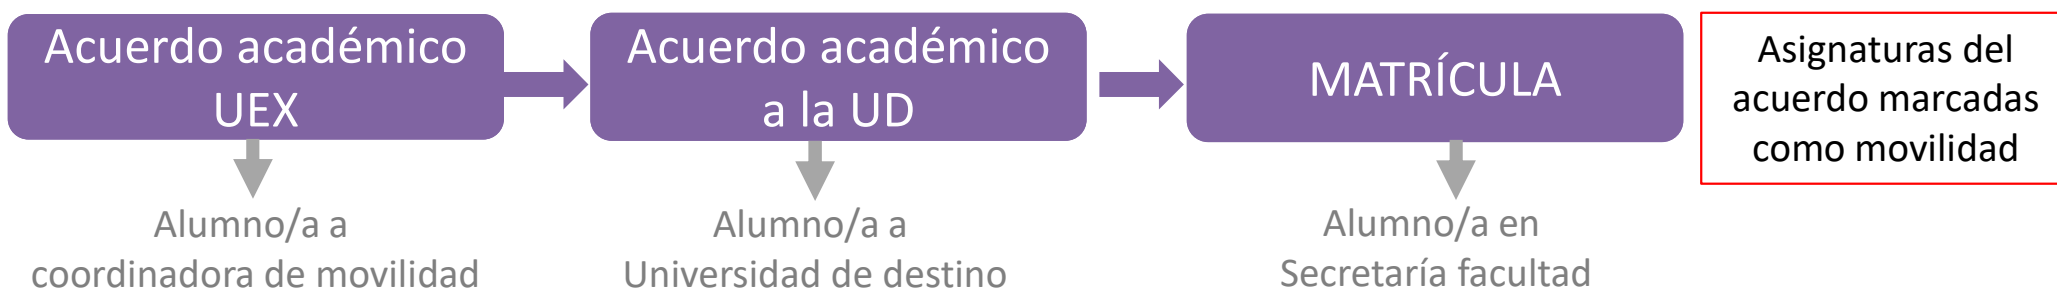 Acuerdo académico
UEX
Acuerdo académico
a la UD
MATRÍCULA
Asignaturas del
acuerdo marcadas
como movilidad
Alumno/a a
coordinadora de movilidad
Alumno/a a
Universidad de destino
Alumno/a en
Secretaría facultad